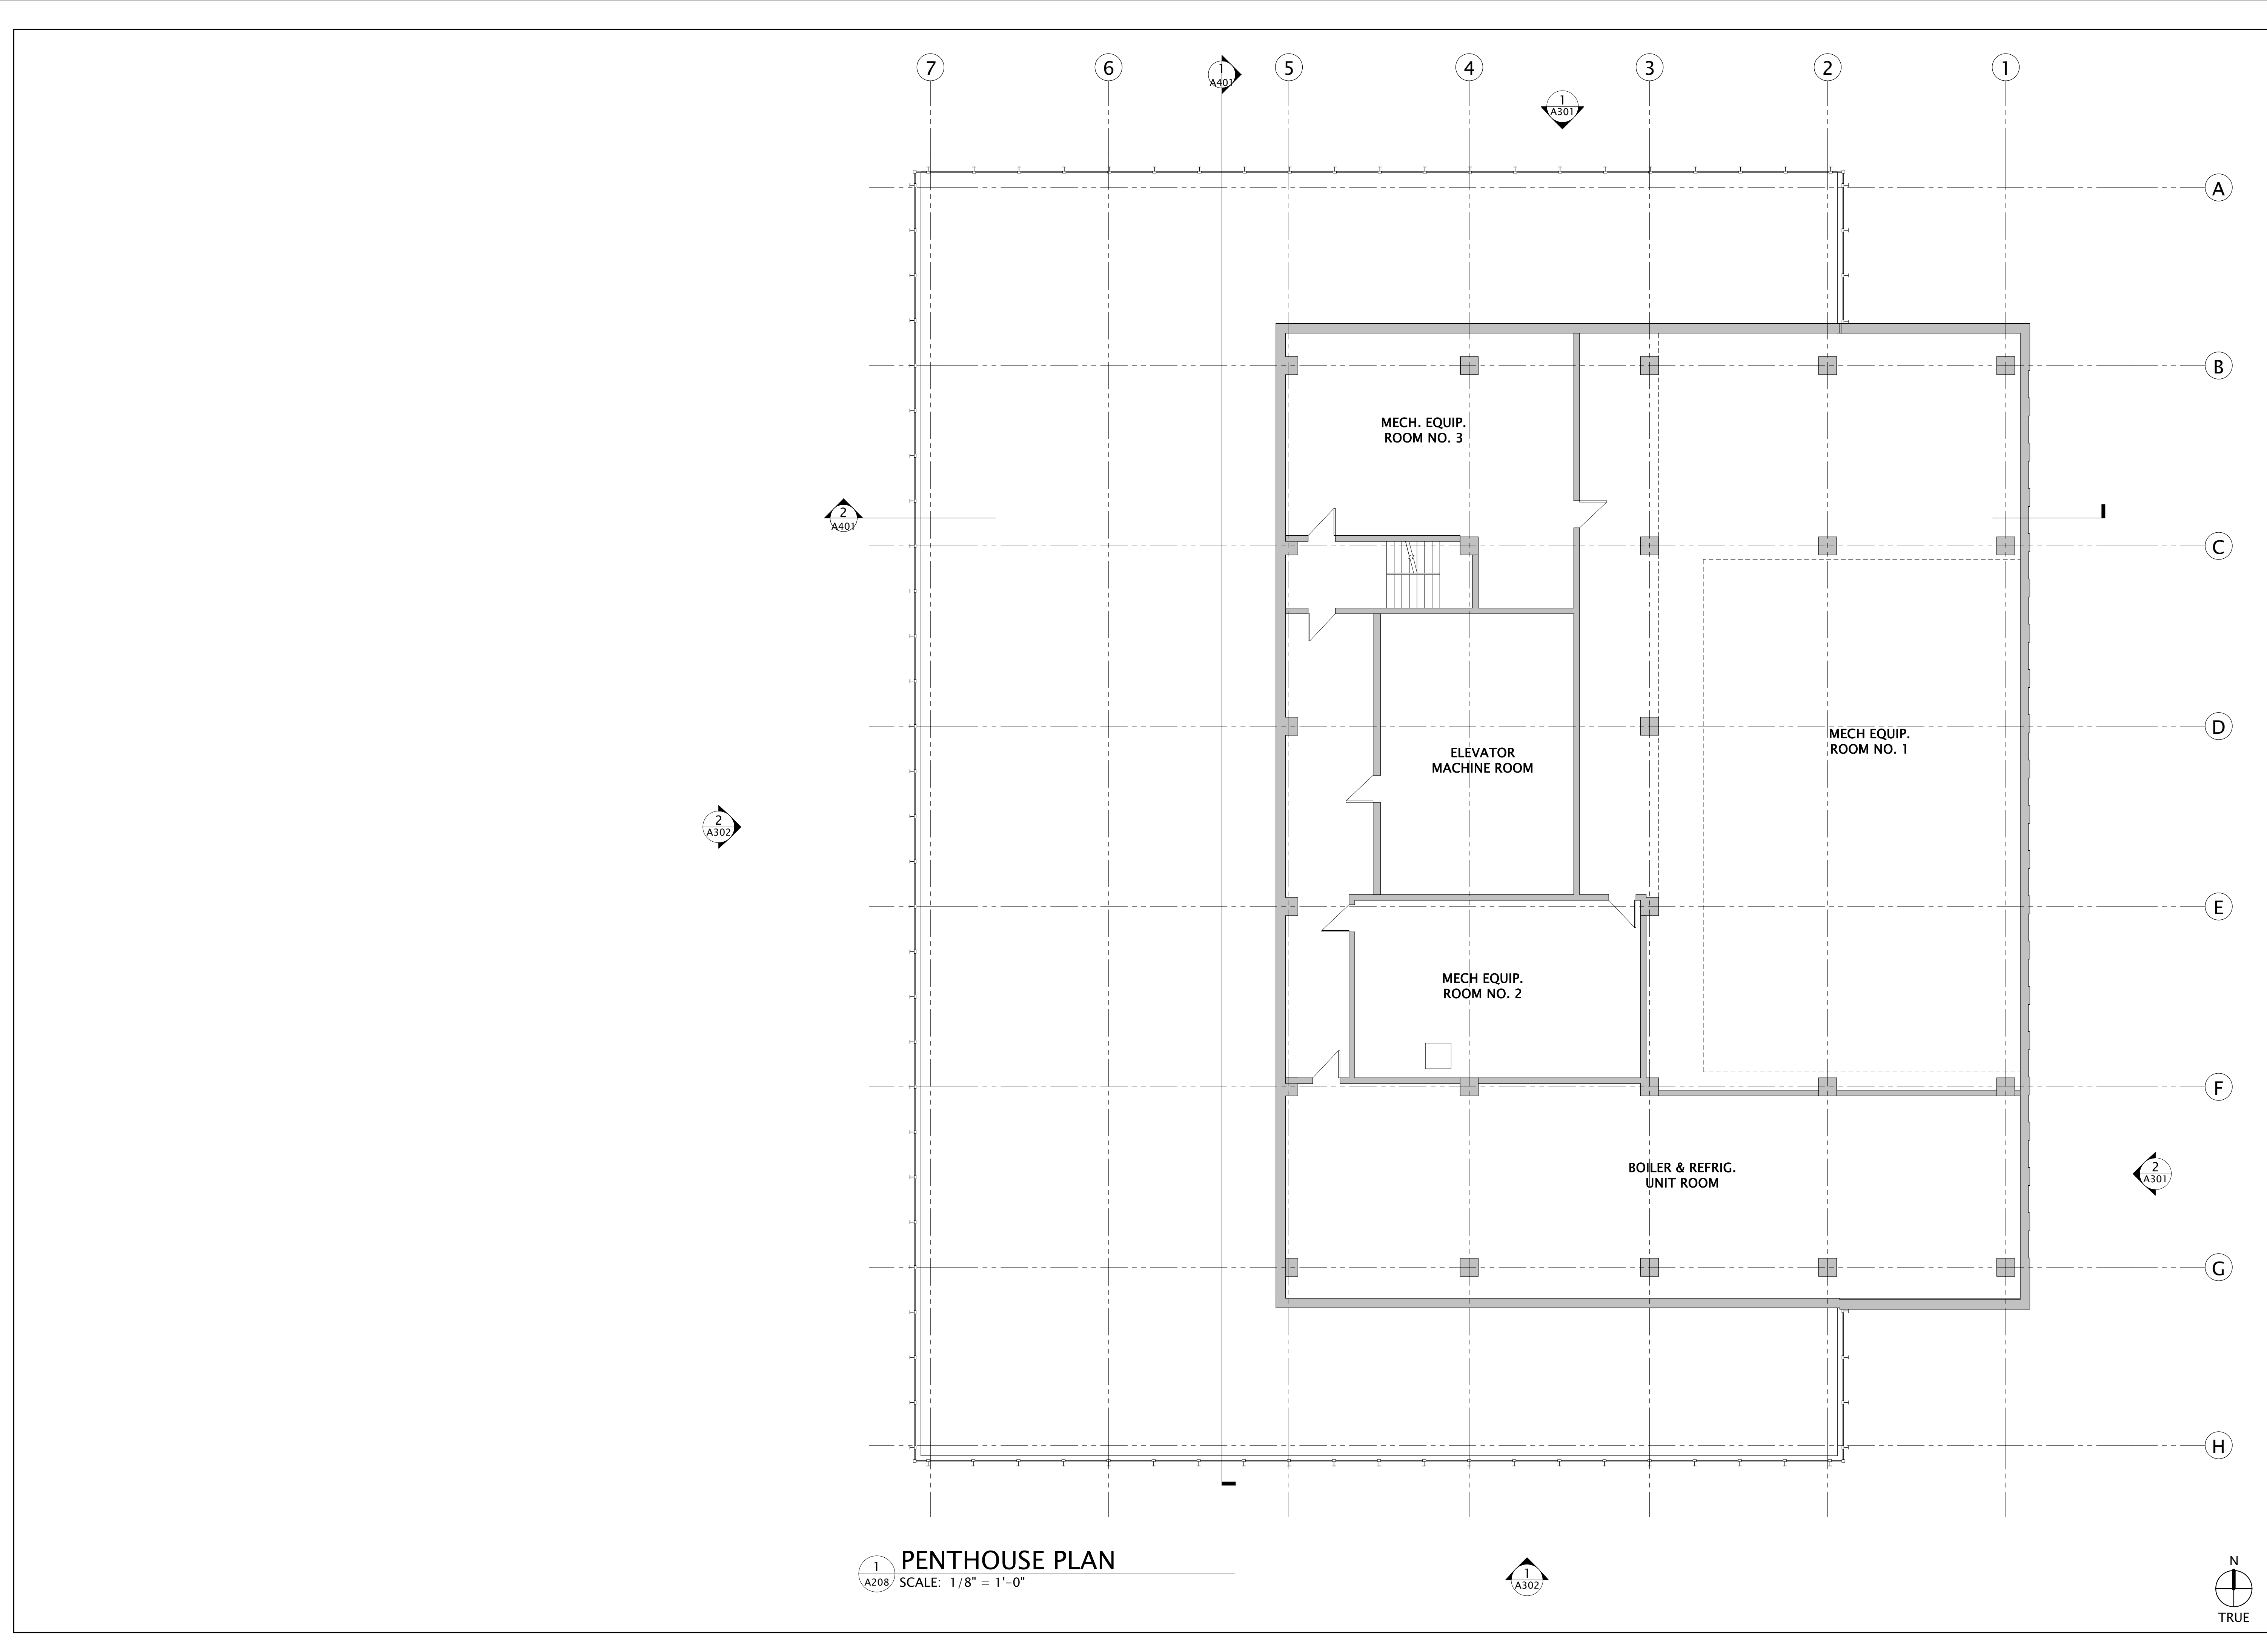 7
6
1
A401
5
4
1
A301
3
2
1
A
B
MECH. EQUIP.
ROOM NO. 3
2
A401
C
D
MECH EQUIP.
ROOM NO. 1
ELEVATOR
MACHINE ROOM
2
A302
E
MECH EQUIP.
ROOM NO. 2
F
BOILER & REFRIG.
UNIT ROOM
2
A301
G
H
1
A208
PENTHOUSE PLAN
SCALE: 1/8" = 1'-0"
1
A302
N
TRUE